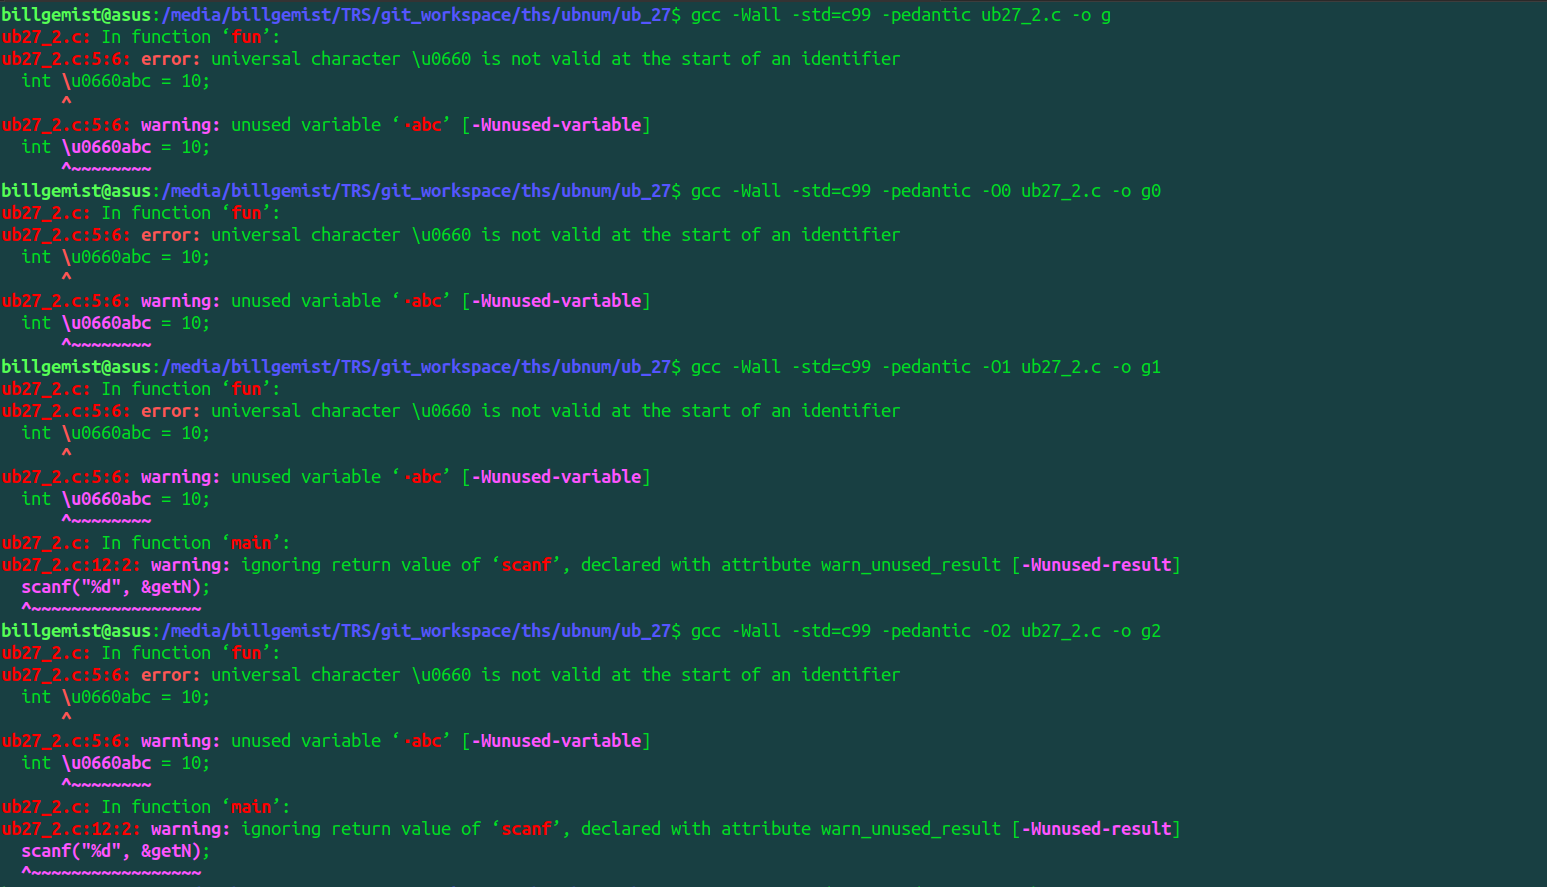 billgemist@asus:/media/billgemist/TRS/git_workspace/ths/ubnum/ub_27$ gcc -Wall -std=c99 -pedantic ub27_2.c -o g
ub27_2.c: In function ‘fun’:
ub27_2.c:5:6: error: universal character \u0660 is not valid at the start of an identifier
  int \u0660abc = 10;
      ^
ub27_2.c:5:6: warning: unused variable ‘٠abc’ [-Wunused-variable]
  int \u0660abc = 10;
      ^~~~~~~~~
billgemist@asus:/media/billgemist/TRS/git_workspace/ths/ubnum/ub_27$ gcc -Wall -std=c99 -pedantic -O0 ub27_2.c -o g0
ub27_2.c: In function ‘fun’:
ub27_2.c:5:6: error: universal character \u0660 is not valid at the start of an identifier
  int \u0660abc = 10;
      ^
ub27_2.c:5:6: warning: unused variable ‘٠abc’ [-Wunused-variable]
  int \u0660abc = 10;
      ^~~~~~~~~
billgemist@asus:/media/billgemist/TRS/git_workspace/ths/ubnum/ub_27$ gcc -Wall -std=c99 -pedantic -O1 ub27_2.c -o g1
ub27_2.c: In function ‘fun’:
ub27_2.c:5:6: error: universal character \u0660 is not valid at the start of an identifier
  int \u0660abc = 10;
      ^
ub27_2.c:5:6: warning: unused variable ‘٠abc’ [-Wunused-variable]
  int \u0660abc = 10;
      ^~~~~~~~~
ub27_2.c: In function ‘main’:
ub27_2.c:12:2: warning: ignoring return value of ‘scanf’, declared with attribute warn_unused_result [-Wunused-result]
  scanf("%d", &getN);
  ^~~~~~~~~~~~~~~~~~
billgemist@asus:/media/billgemist/TRS/git_workspace/ths/ubnum/ub_27$ gcc -Wall -std=c99 -pedantic -O2 ub27_2.c -o g2
ub27_2.c: In function ‘fun’:
ub27_2.c:5:6: error: universal character \u0660 is not valid at the start of an identifier
  int \u0660abc = 10;
      ^
ub27_2.c:5:6: warning: unused variable ‘٠abc’ [-Wunused-variable]
  int \u0660abc = 10;
      ^~~~~~~~~
ub27_2.c: In function ‘main’:
ub27_2.c:12:2: warning: ignoring return value of ‘scanf’, declared with attribute warn_unused_result [-Wunused-result]
  scanf("%d", &getN);
  ^~~~~~~~~~~~~~~~~~